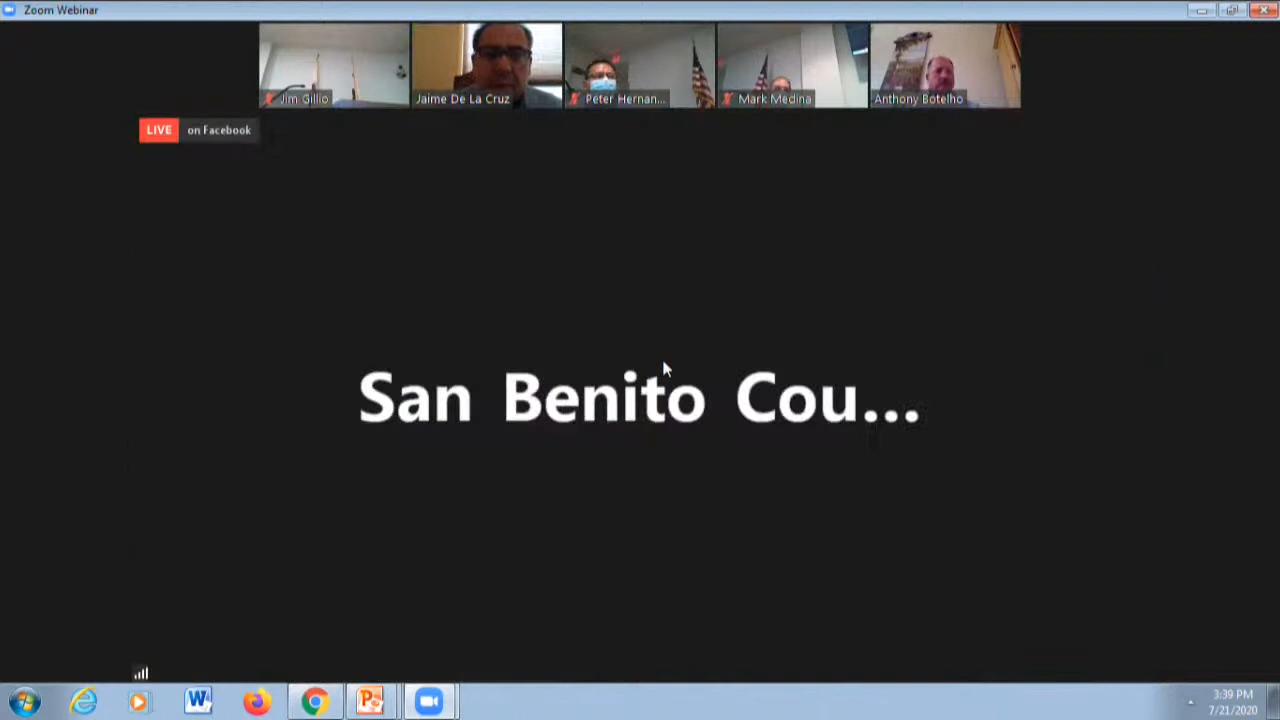 Zoom Webinar
Jim Gillio
Jaime De La Cruz
Peter Hernan...
Mark Medina
Anthony Botelho
LIVE on Facebook
San Benito Cou...
3:39 PM
7/21/2020